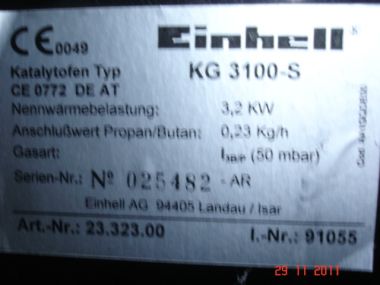 CE 0049 Einhell
Katalytofen Typ KG 3100-S
CE 0772 DE AT
Nennwärmebelastung: 3,2 KW
Anschlußwert Propan/Butan: 0,23 Kg/h
Gasart: (50 mbar)
Serien-Nr.: Nº 025482 -AR
Einhell AG 94405 Landau / Isar
Art.-Nr.: 23.323.00 I.-Nr.: 91055
29 11 2011